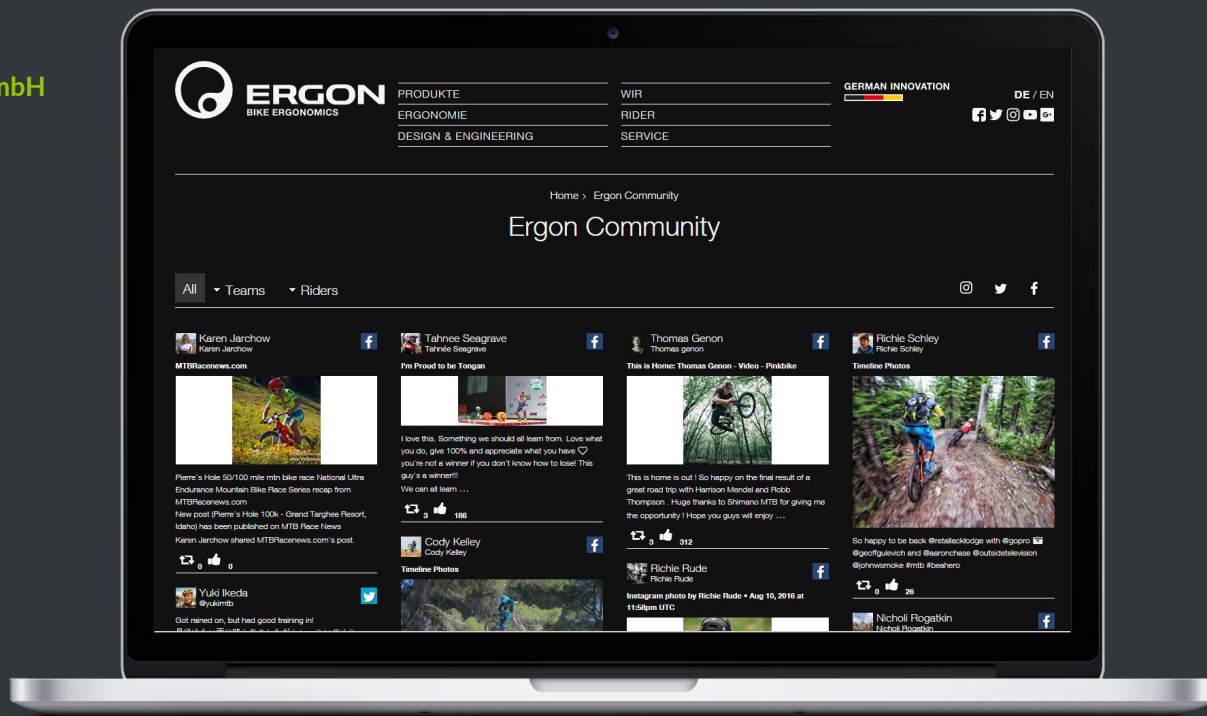 mbH
ERGON
BIKE ERGONOMICS
PRODUKTE
ERGONOMIE
DESIGN & ENGINEERING
WIR
RIDER
SERVICE
GERMAN INNOVATION
DE / EN
Home > Ergon Community
Ergon Community
All Teams Riders
Karen Jarchow
Karen Jarchow
MTBRacenews.com
Pierre's Hole 50/100 mile mtn bike race National Ultra
Endurance Mountain Bike Race Series recap from
MTBRacenews.com
New post (Pierre's Hole 100k - Grand Targhee Resort,
Idaho) has been published on MTB Race News
Karen Jarchow shared MTBRacenews.com's post.
0 0
Yuki Ikeda
@yukimtb
Got rained on, but had good training in!
Tahnee Seagrave
Tahnée Seagrave
I'm Proud to be Tongan
I love this. Something we should all learn from. Love what
you do, give 100% and appreciate what you have ♡
you're not a winner if you don't know how to lose! This
guy's a winner!!!
We can all learn ...
3 186
Cody Kelley
Cody Kelley
Timeline Photos
Thomas Genon
Thomas genon
This is Home: Thomas Genon - Video - Pinkbike
This is home is out ! So happy on the final result of a
great road trip with Harrison Mendel and Robb
Thompson . Huge thanks to Shimano MTB for giving me
the opportunity ! Hope you guys will enjoy ...
3 312
Richie Rude
Richie Rude
Instagram photo by Richie Rude • Aug 10, 2016 at
11:58pm UTC
Richie Schley
Richie Schley
Timeline Photos
So happy to be back @retallacklodge with @gopro 📷
@geoffgulevich and @aaronchase @outsidetelevision
@johnwsmoke #mtb #beahero
0 26
Nicholi Rogatkin
Nicholi Rogatkin